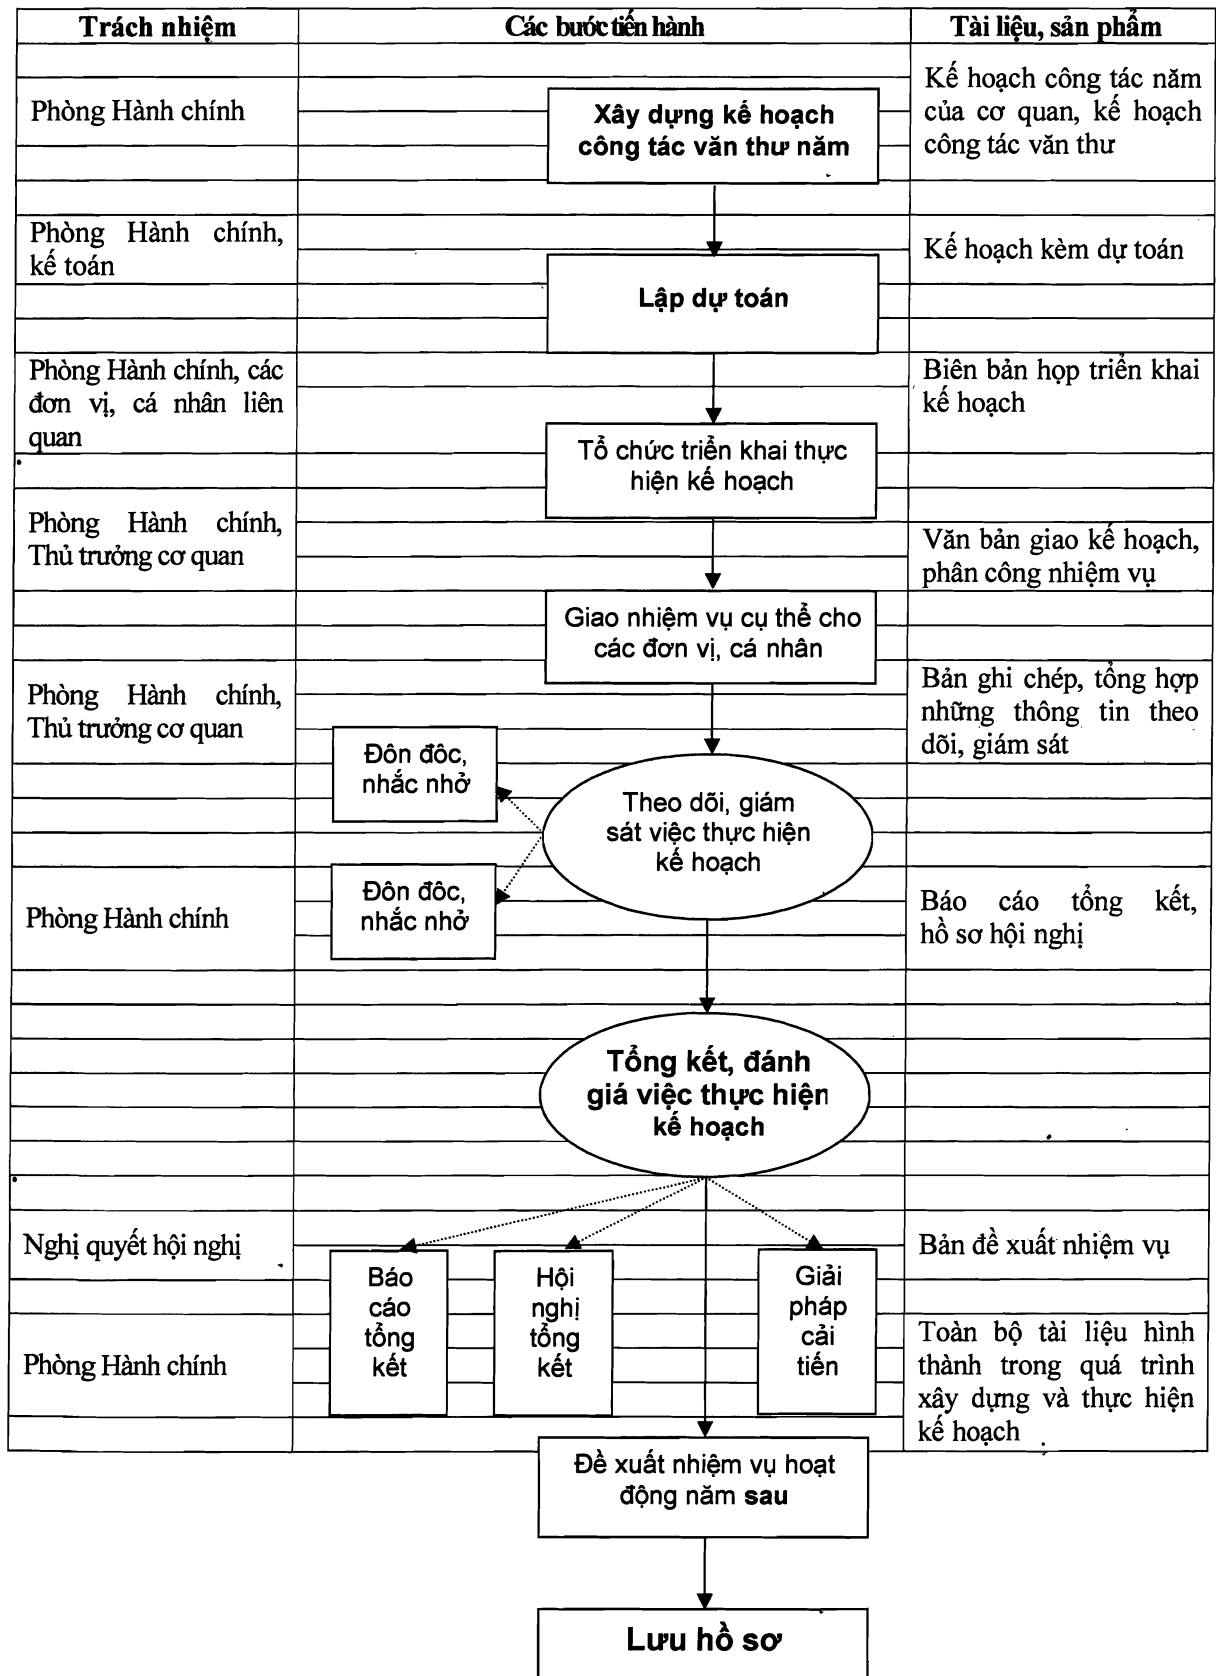 Trách nhiệm
Các bước tiến hành
Tài liệu, sản phẩm
Phòng Hành chính
Xây dựng kế hoạch
công tác văn thư năm
Kế hoạch công tác năm
của cơ quan, kế hoạch
công tác văn thư
Phòng Hành chính,
kế toán
Lập dự toán
Kế hoạch kèm dự toán
Phòng Hành chính, các
đơn vị, cá nhân liên
quan
Tổ chức triển khai thực
hiện kế hoạch
Biên bản họp triển khai
kế hoạch
Phòng Hành chính,
Thủ trưởng cơ quan
Giao nhiệm vụ cụ thể cho
các đơn vị, cá nhân
Văn bản giao kế hoạch,
phân công nhiệm vụ
Phòng Hành chính,
Thủ trưởng cơ quan
Đôn đôc,
nhắc nhở
Theo dõi, giám
sát việc thực hiện
kế hoạch
Bản ghi chép, tổng hợp
những thông tin theo
dõi, giám sát
Phòng Hành chính
Đôn đôc,
nhắc nhở
Báo cáo tổng kết,
hồ sơ hội nghị
Tổng kết, đánh
giá việc thực hiện
kế hoạch
Nghị quyết hội nghị
Bản đề xuất nhiệm vụ
Báo
cáo
tổng
kết
Hội
nghị
tổng
kết
Giải
pháp
cải
tiến
Phòng Hành chính
Toàn bộ tài liệu hình
thành trong quá trình
xây dựng và thực hiện
kế hoạch
Đề xuất nhiệm vụ hoạt
động năm sau
Lưu hồ sơ